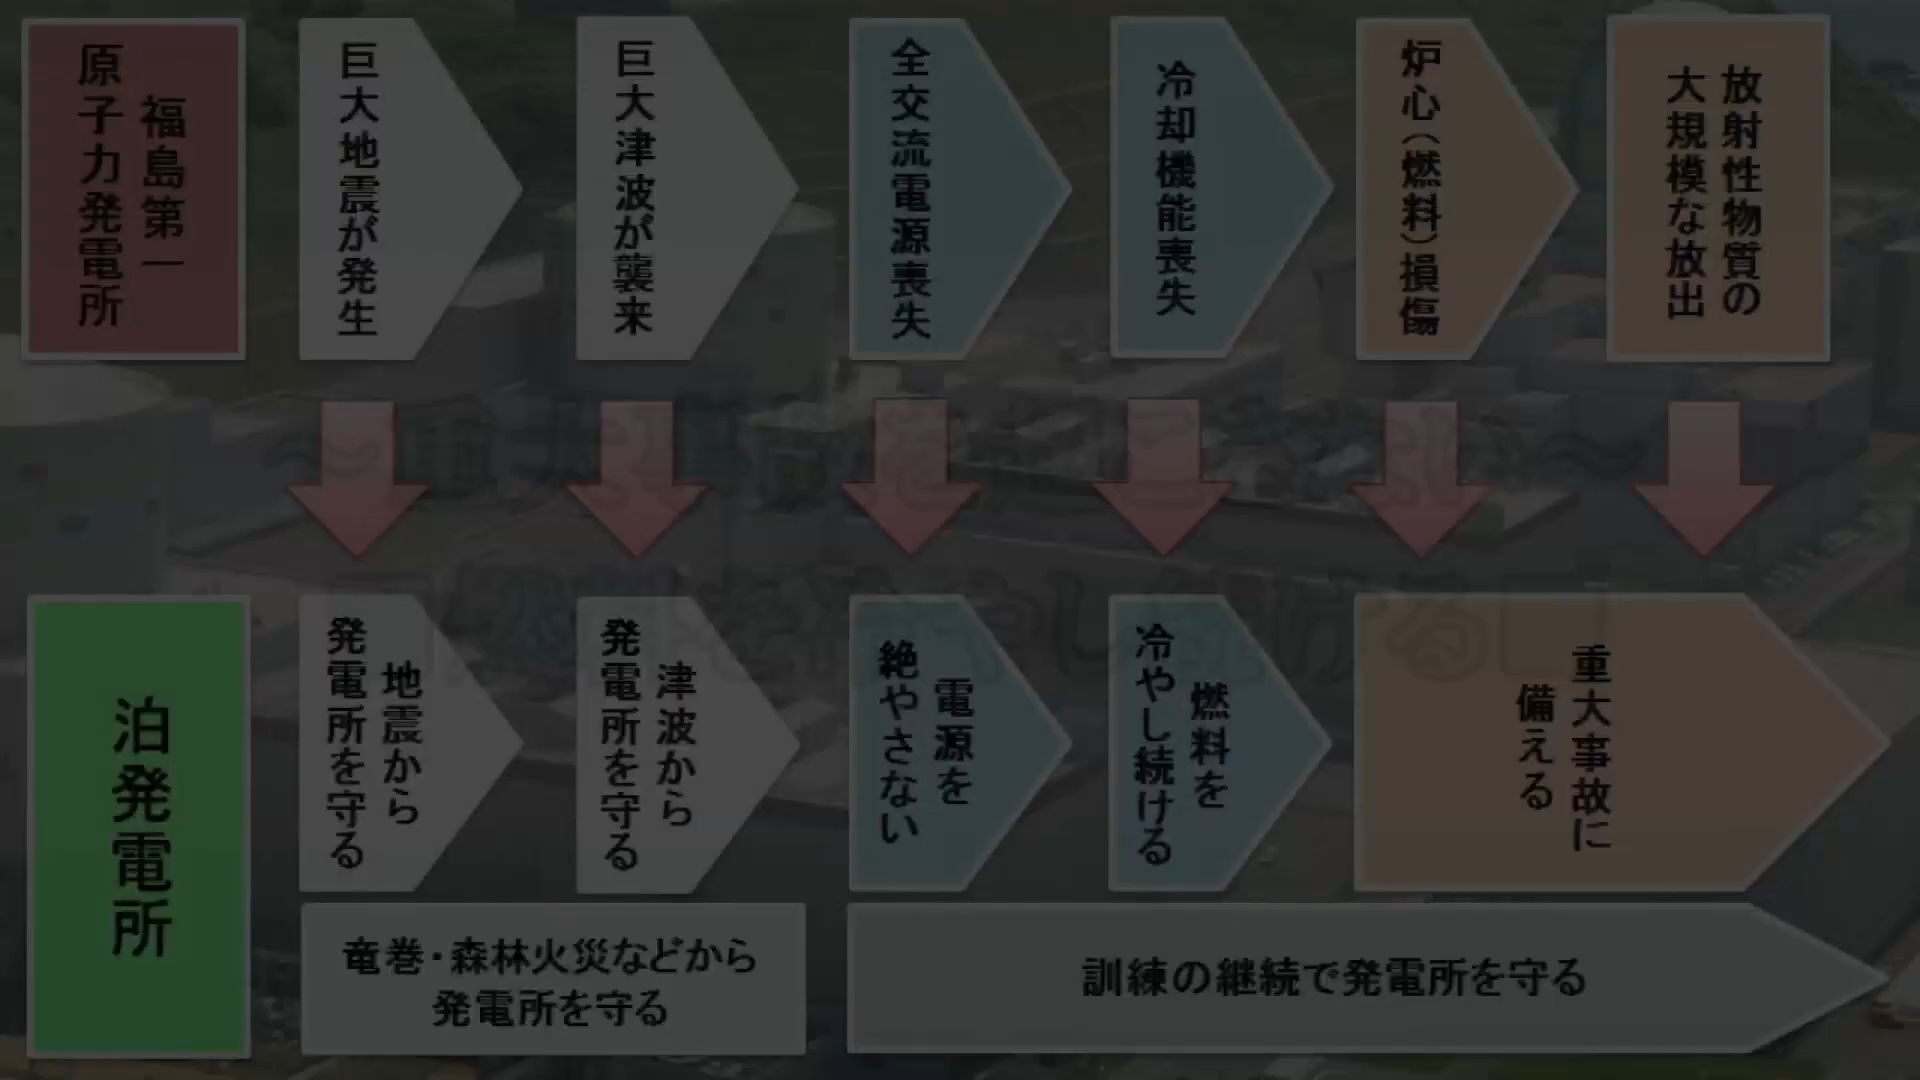 福島第一
原子力発電所
巨大地震が発生
巨大津波が襲来
全交流電源喪失
冷却機能喪失
炉心（燃料）損傷
放射性物質の
大規模な放出
泊発電所
地震から
発電所を守る
津波から
発電所を守る
電源を
絶やさない
燃料を
冷やし続ける
重大事故に
備える
竜巻・森林火災などから
発電所を守る
訓練の継続で発電所を守る